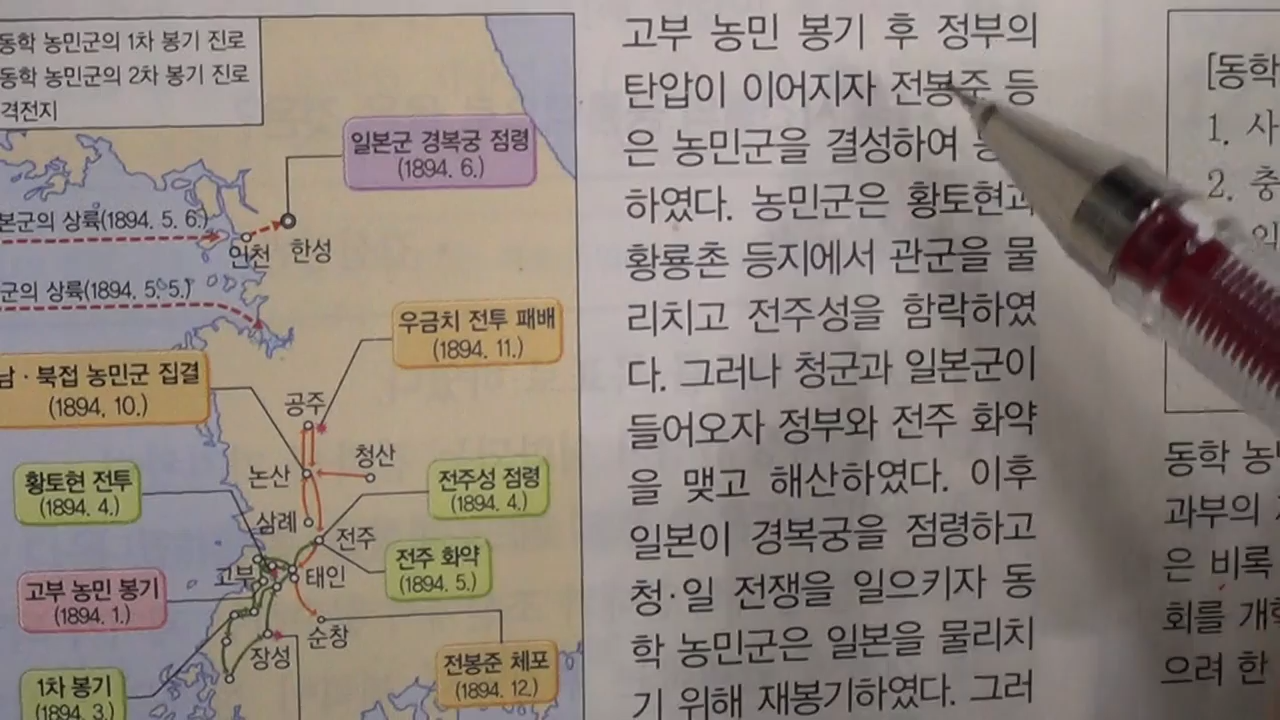 동학 농민군의 1차 봉기 진로
동학 농민군의 2차 봉기 진로
격전지
일본군 경복궁 점령
(1894. 6.)
본군의 상륙(1894. 5. 6.)
인천
한성
군의 상륙(1894. 5. 5.)
우금치 전투 패배
(1894. 11.)
남·북접 농민군 집결
(1894. 10.)
공주
청산
논산
황토현 전투
(1894. 4.)
전주성 점령
(1894. 4.)
삼례
전주
전주 화약
(1894. 5.)
고부
태인
고부 농민 봉기
(1894. 1.)
순창
장성
전봉준 체포
(1894. 12.)
1차 봉기
(1894. 3.)
고부 농민 봉기 후 정부의
탄압이 이어지자 전봉준 등
은 농민군을 결성하여
하였다. 농민군은 황토현과
황룡촌 등지에서 관군을 물
리치고 전주성을 함락하였
다. 그러나 청군과 일본군이
들어오자 정부와 전주 화약
을 맺고 해산하였다. 이후
일본이 경복궁을 점령하고
청·일 전쟁을 일으키자 동
학 농민군은 일본을 물리치
기 위해 재봉기하였다. 그러
[동학
1. 사
2. 충
동학 농
과부의
은 비록
회를 개혁
으려 한